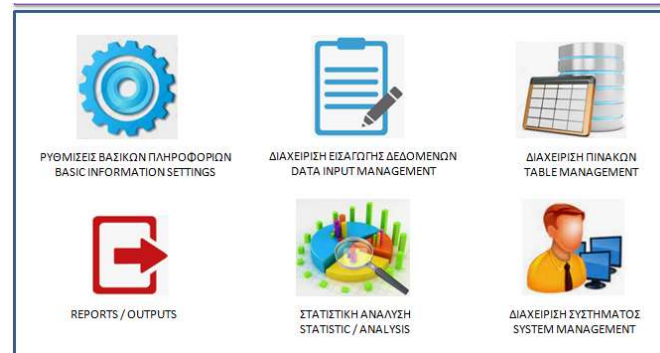 ΡΥΘΜΙΣΕΙΣ ΒΑΣΙΚΩΝ ΠΛΗΡΟΦΟΡΙΩΝ
BASIC INFORMATION SETTINGS
ΔΙΑΧΕΙΡΙΣΗ ΕΙΣΑΓΩΓΗΣ ΔΕΔΟΜΕΝΩΝ
DATA INPUT MANAGEMENT
ΔΙΑΧΕΙΡΙΣΗ ΠΙΝΑΚΩΝ
TABLE MANAGEMENT
REPORTS / OUTPUTS
ΣΤΑΤΙΣΤΙΚΗ ΑΝΑΛΥΣΗ
STATISTIC / ANALYSIS
ΔΙΑΧΕΙΡΙΣΗ ΣΥΣΤΗΜΑΤΟΣ
SYSTEM MANAGEMENT